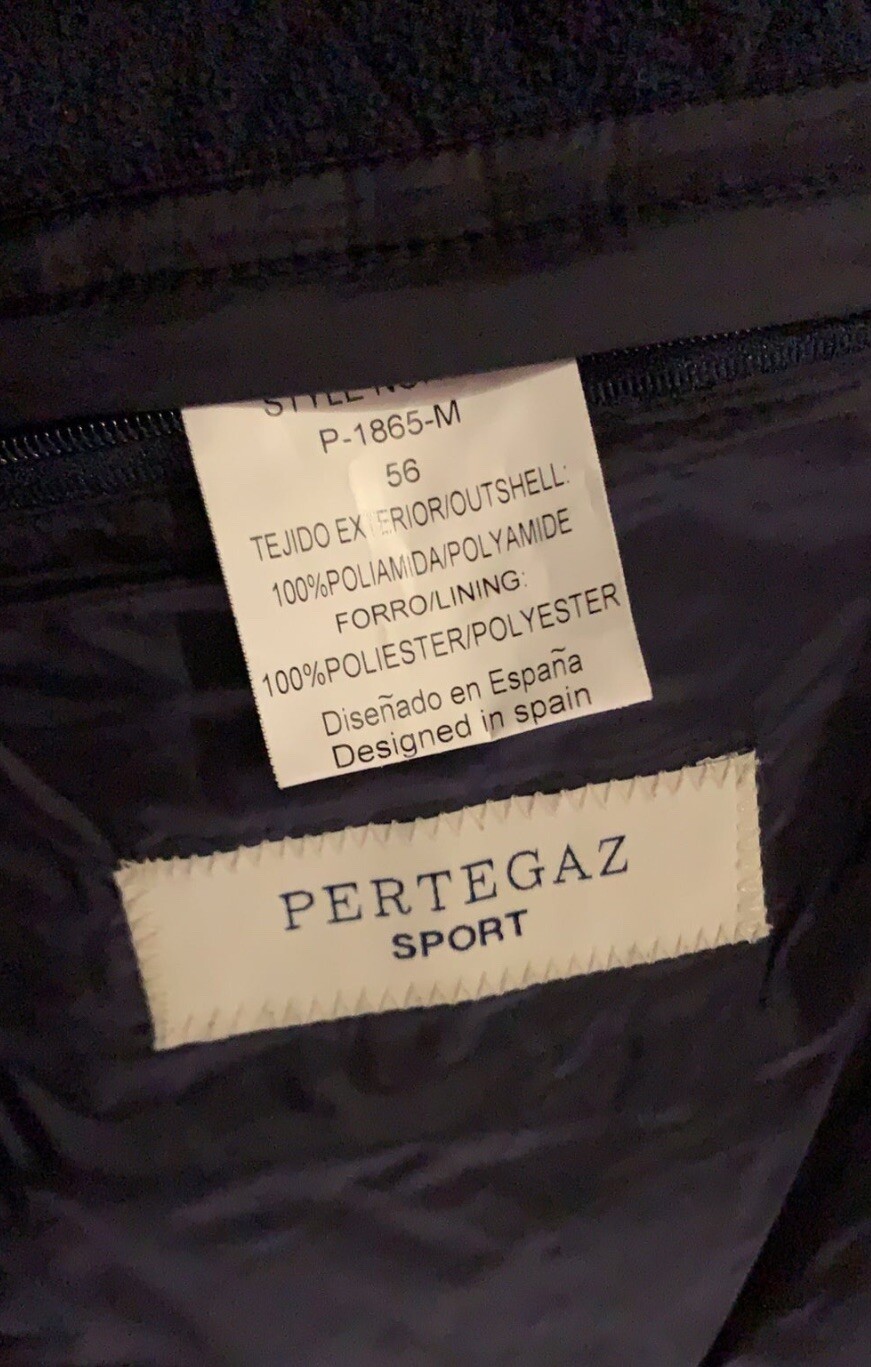 STYLE
P-1865-M
56
TEJIDO EXTERIOR/OUTSHELL:
100%POLIAMIDA/POLYAMIDE
FORRO/LINING:
100%POLIESTER/POLYESTER
Diseñado en España
Designed in spain
PERTEGAZ
SPORT